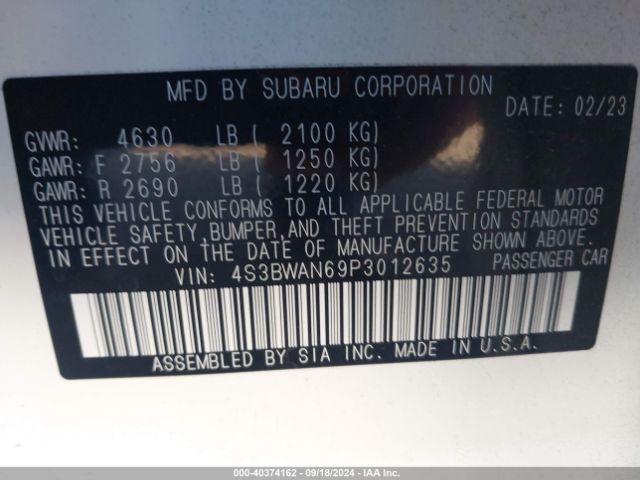 MFD BY SUBARU CORPORATION
DATE: 02/23
GVWR: 4630 LB ( 2100 KG)
GAWR: F 2756 LB ( 1250 KG)
GAWR: R 2690 LB ( 1220 KG)
THIS VEHICLE CONFORMS TO ALL APPLICABLE FEDERAL MOTOR
VEHICLE SAFETY, BUMPER, AND THEFT PREVENTION STANDARDS
IN EFFECT ON THE DATE OF MANUFACTURE SHOWN ABOVE.
VIN: 4S3BWAN69P3012635 PASSENGER CAR
ASSEMBLED BY SIA INC. MADE IN U.S.A.
000-40374162 - 09/18/2024 - IAA Inc.